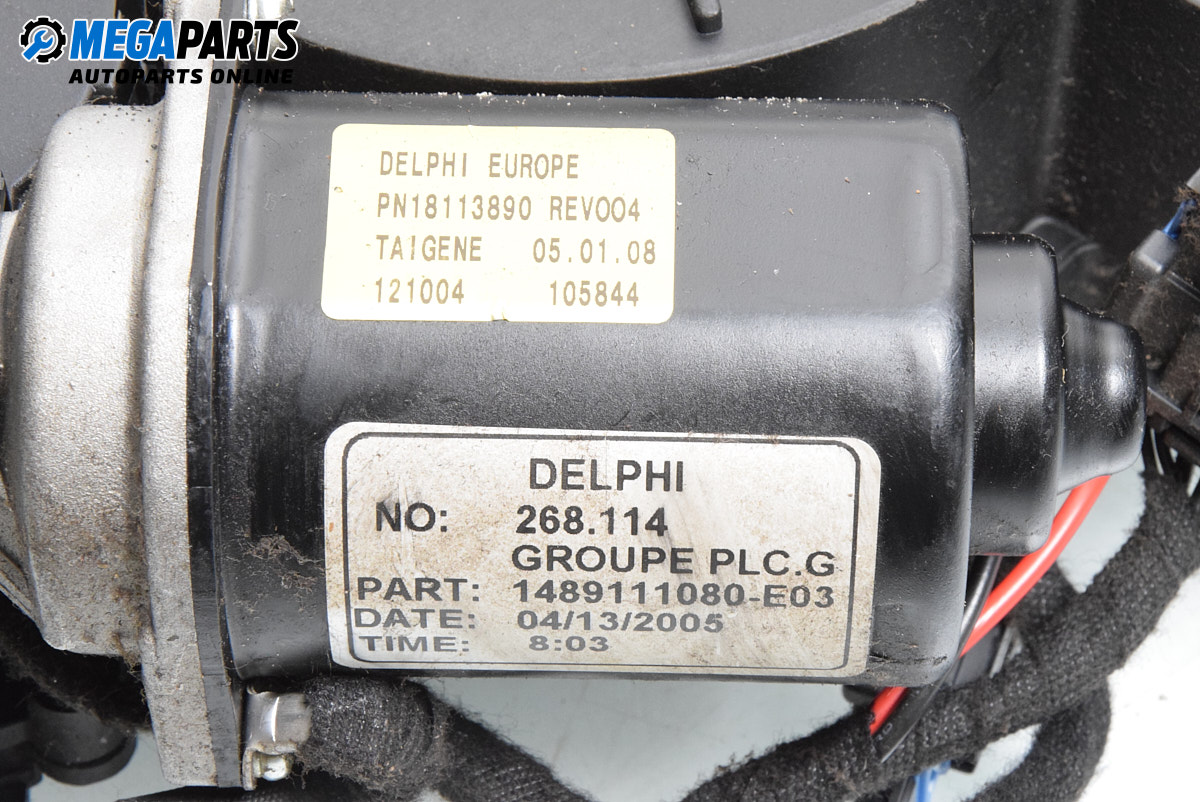 MEGAPARTS
AUTOPARTS ONLINE
DELPHI EUROPE
PN18113890 REV004
TAIGENE 05.01.08
121004 105844
DELPHI
NO: 268.114
GROUPE PLC.G
PART: 1489111080-E03
DATE: 04/13/2005
TIME: 8:03